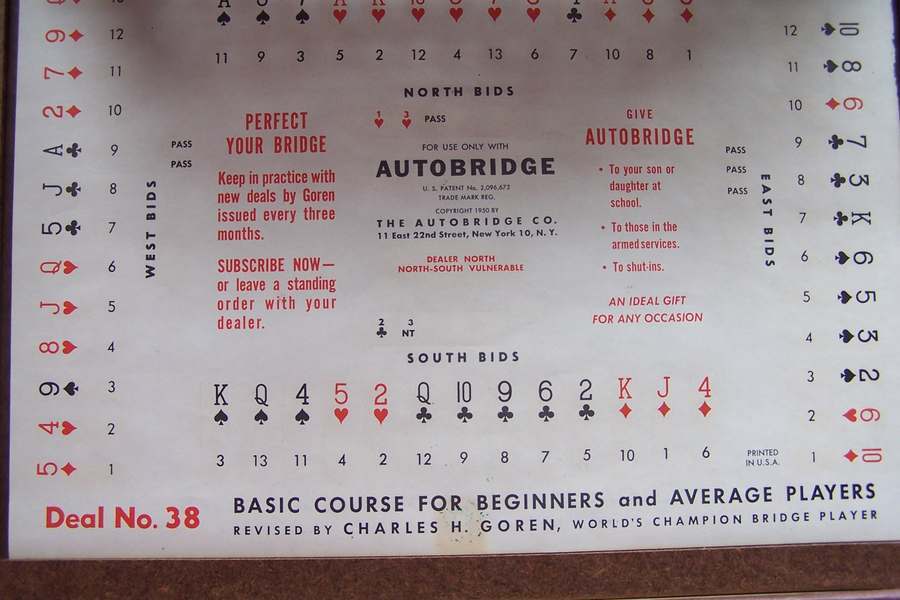 11 9 3 5 2 12 4 13 6 7 10 8 1
NORTH BIDS
1♥ 3♥ PASS
9♦ 12
7♦ 11
2♦ 10
A♣ 9
J♣ 8
5♣ 7
Q♥ 6
J♥ 5
8♥ 4
9♠ 3
4♥ 2
5♦ 1
PASS
PASS
WEST BIDS
PERFECT
YOUR BRIDGE
Keep in practice with
new deals by Goren
issued every three
months.
SUBSCRIBE NOW—
or leave a standing
order with your
dealer.
FOR USE ONLY WITH
AUTOBRIDGE
U. S. PATENT No. 2,096,673
TRADE MARK REG.
COPYRIGHT 1950 BY
THE AUTOBRIDGE CO.
11 East 22nd Street, New York 10, N. Y.
DEALER NORTH
NORTH-SOUTH VULNERABLE
GIVE
AUTOBRIDGE
• To your son or
daughter at
school.
• To those in the
armed services.
• To shut-ins.
AN IDEAL GIFT
FOR ANY OCCASION
PASS
PASS
PASS
EAST BIDS
12 10♠
11 8♠
10 6♦
9 7♣
8 3♣
7 K♣
6 6♠
5 5♠
4 3♠
3 2♠
2 6♥
1 10♦
2♣ 3 NT
SOUTH BIDS
K♠ Q♠ 4♠ 5♥ 2♥ Q♣ 10♣ 9♣ 6♣ 2♣ K♦ J♦ 4♦
3 13 11 4 2 12 9 8 7 5 10 1 6
PRINTED
IN U.S.A.
Deal No. 38
BASIC COURSE FOR BEGINNERS and AVERAGE PLAYERS
REVISED BY CHARLES H. GOREN, WORLD'S CHAMPION BRIDGE PLAYER